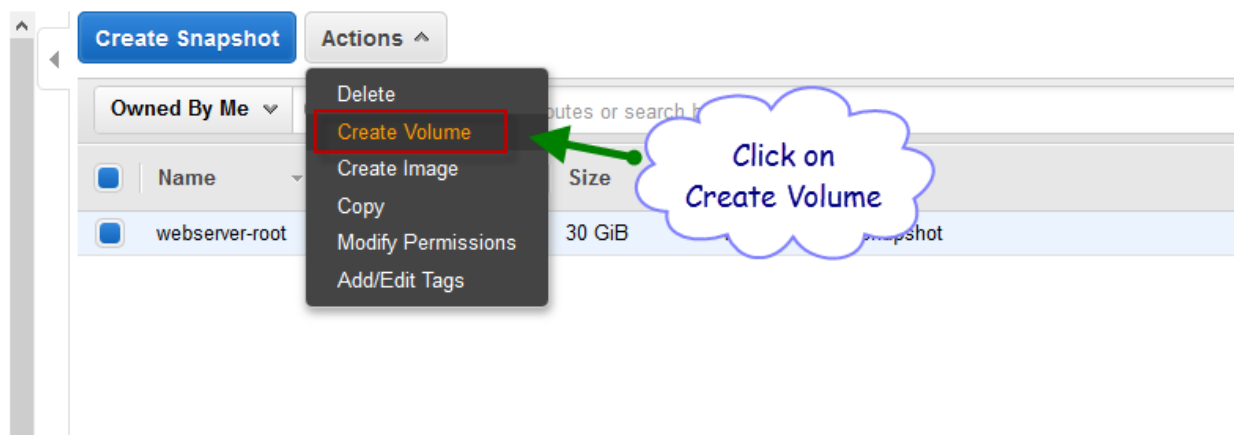 Create Snapshot Actions
Owned By Me search
Delete
Create Volume
Create Image
Copy
Modify Permissions
Add/Edit Tags
Click on
Create Volume
Name Size
webserver-root 30 GiB